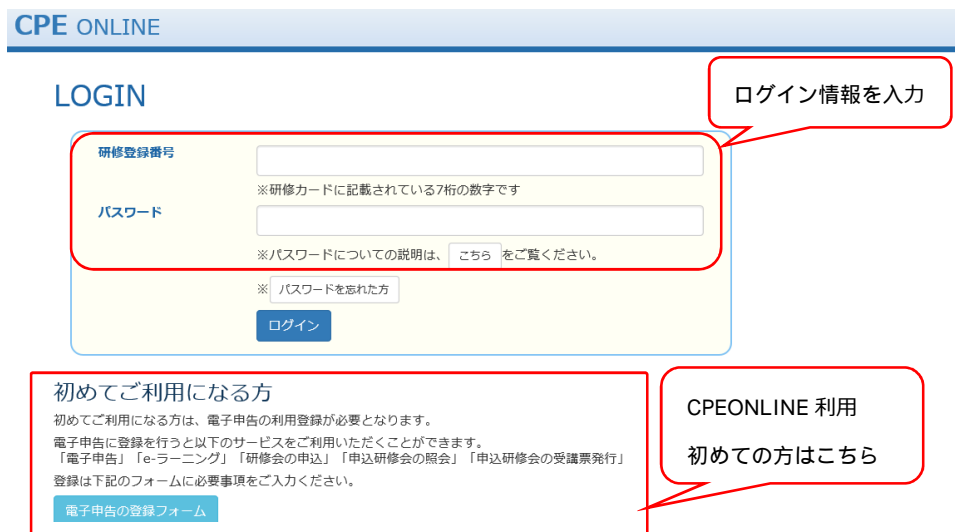 CPE ONLINE
LOGIN
ログイン情報を入力
研修登録番号
※研修カードに記載されている7桁の数字です
パスワード
※パスワードについての説明は、 こちら をご覧ください。
※ パスワードを忘れた方
ログイン
初めてご利用になる方
初めてご利用になる方は、電子申告の利用登録が必要となります。
電子申告に登録を行うと以下のサービスをご利用いただくことができます。
「電子申告」「e-ラーニング」「研修会の申込」「申込研修会の照会」「申込研修会の受講票発行」
登録は下記のフォームに必要事項をご入力ください。
電子申告の登録フォーム
CPEONLINE 利用
初めての方はこちら